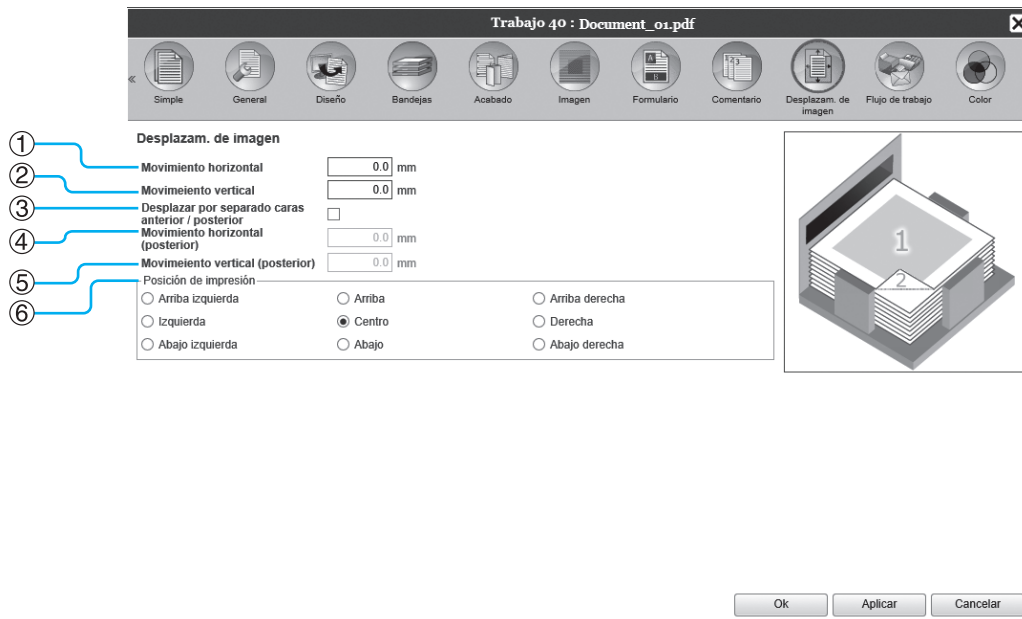 Trabajo 40 : Document_01.pdf
«
Simple
General
Diseño
Bandejas
Acabado
Imagen
A
B
Formulario
1 2 3
Comentario
Desplazam. de
imagen
Flujo de trabajo
Color
Desplazam. de imagen
1
Movimiento horizontal
0.0 mm
2
Movimeiento vertical
0.0 mm
3
Desplazar por separado caras
anterior / posterior
4
Movimiento horizontal
(posterior)
0.0 mm
5
Movimeiento vertical (posterior)
0.0 mm
6
Posición de impresión
Arriba izquierda
Arriba
Arriba derecha
Izquierda
Centro
Derecha
Abajo izquierda
Abajo
Abajo derecha
1
2
Ok
Aplicar
Cancelar